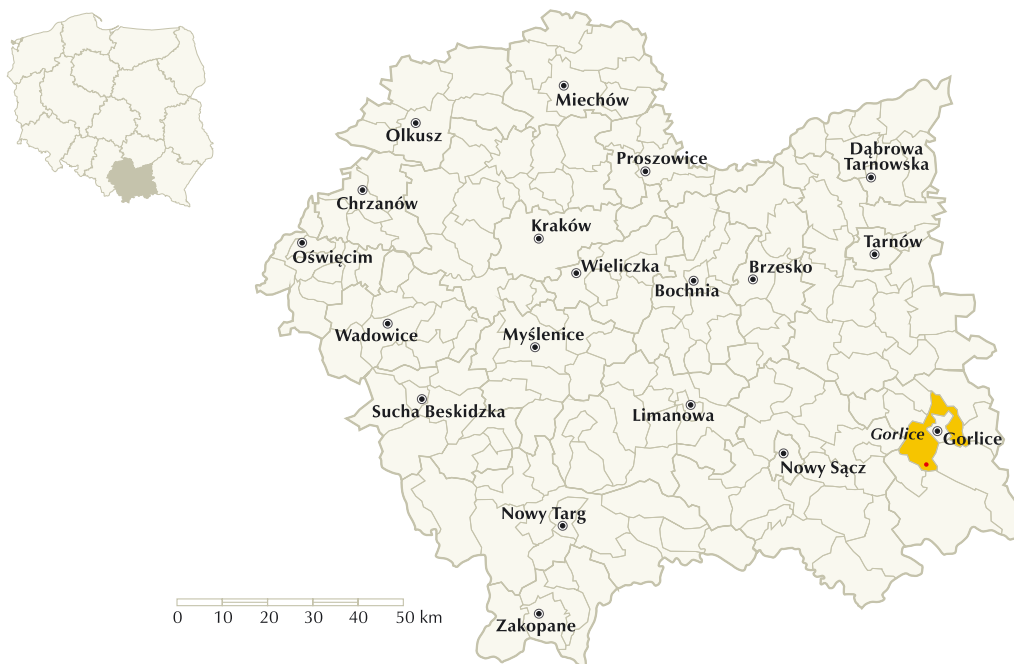 Miechów
Olkusz
Proszowice
Dąbrowa
Tarnowska
Chrzanów
Kraków
Tarnów
Oświęcim
Wieliczka
Brzesko
Bochnia
Wadowice
Myślenice
Sucha Beskidzka
Limanowa
Gorlice
Gorlice
Nowy Sącz
Nowy Targ
0 10 20 30 40 50 km
Zakopane